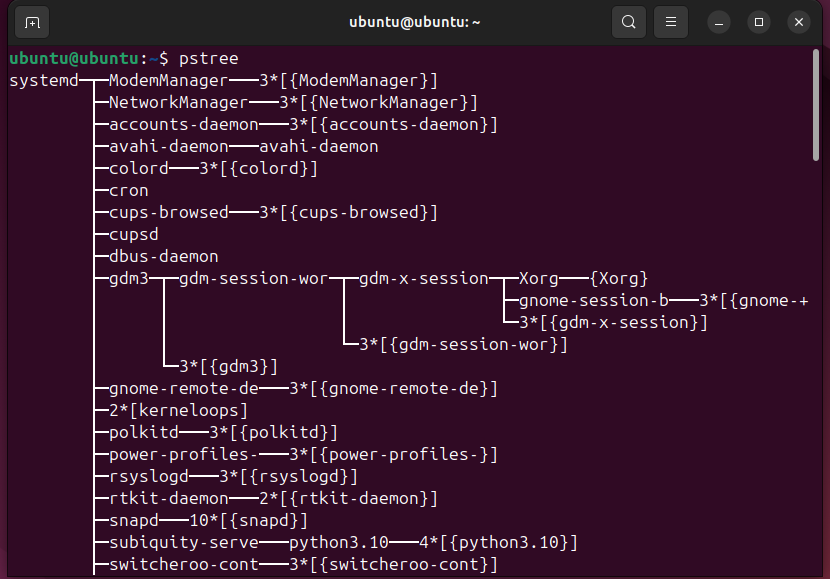 ubuntu@ubuntu: ~
ubuntu@ubuntu:~$ pstree
systemd─┬─ModemManager───3*[{ModemManager}]
        ├─NetworkManager───3*[{NetworkManager}]
        ├─accounts-daemon───3*[{accounts-daemon}]
        ├─avahi-daemon───avahi-daemon
        ├─colord───3*[{colord}]
        ├─cron
        ├─cups-browsed───3*[{cups-browsed}]
        ├─cupsd
        ├─dbus-daemon
        ├─gdm3─┬─gdm-session-wor─┬─gdm-x-session─┬─Xorg───{Xorg}
        │      │                 │               ├─gnome-session-b───3*[{gnome-+
        │      │                 │               └─3*[{gdm-x-session}]
        │      │                 └─3*[{gdm-session-wor}]
        │      └─3*[{gdm3}]
        ├─gnome-remote-de───3*[{gnome-remote-de}]
        ├─2*[kerneloops]
        ├─polkitd───3*[{polkitd}]
        ├─power-profiles-───3*[{power-profiles-}]
        ├─rsyslogd───3*[{rsyslogd}]
        ├─rtkit-daemon───2*[{rtkit-daemon}]
        ├─snapd───10*[{snapd}]
        ├─subiquity-serve───python3.10───4*[{python3.10}]
        ├─switcheroo-cont───3*[{switcheroo-cont}]